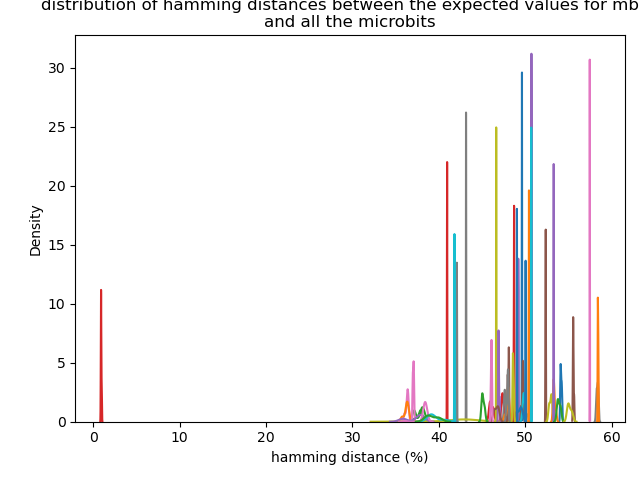 distribution of hamming distances between the expected values for mb
and all the microbits
30
25
20
15
10
5
0
Density
0 10 20 30 40 50 60
hamming distance (%)